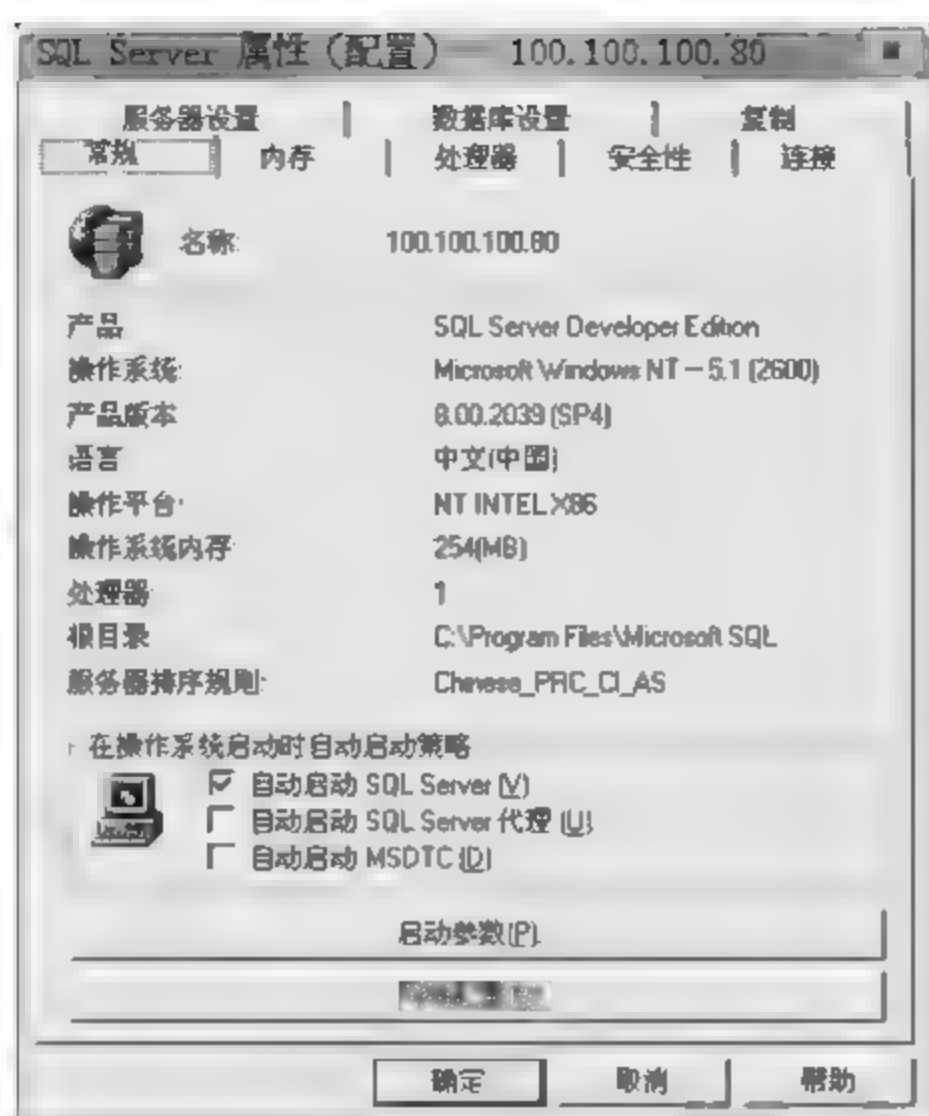 SQL Server 属性 (配置) - 100.100.100.80
服务器设置 数据库设置 复制
常规 内存 处理器 安全性 连接
名称: 100.100.100.80
产品 SQL Server Developer Edition
操作系统: Microsoft Windows NT - 5.1 (2600)
产品版本 8.00.2039 (SP4)
语言 中文(中国)
操作平台: NT INTEL X86
操作系统内存 254(MB)
处理器 1
根目录 C:\Program Files\Microsoft SQL
服务器排序规则: Chinese_PRC_CI_AS
在操作系统启动时自动启动策略
自动启动 SQL Server (V)
自动启动 SQL Server 代理 (U)
自动启动 MSDTC (D)
启动参数(P)
确定 取消 帮助